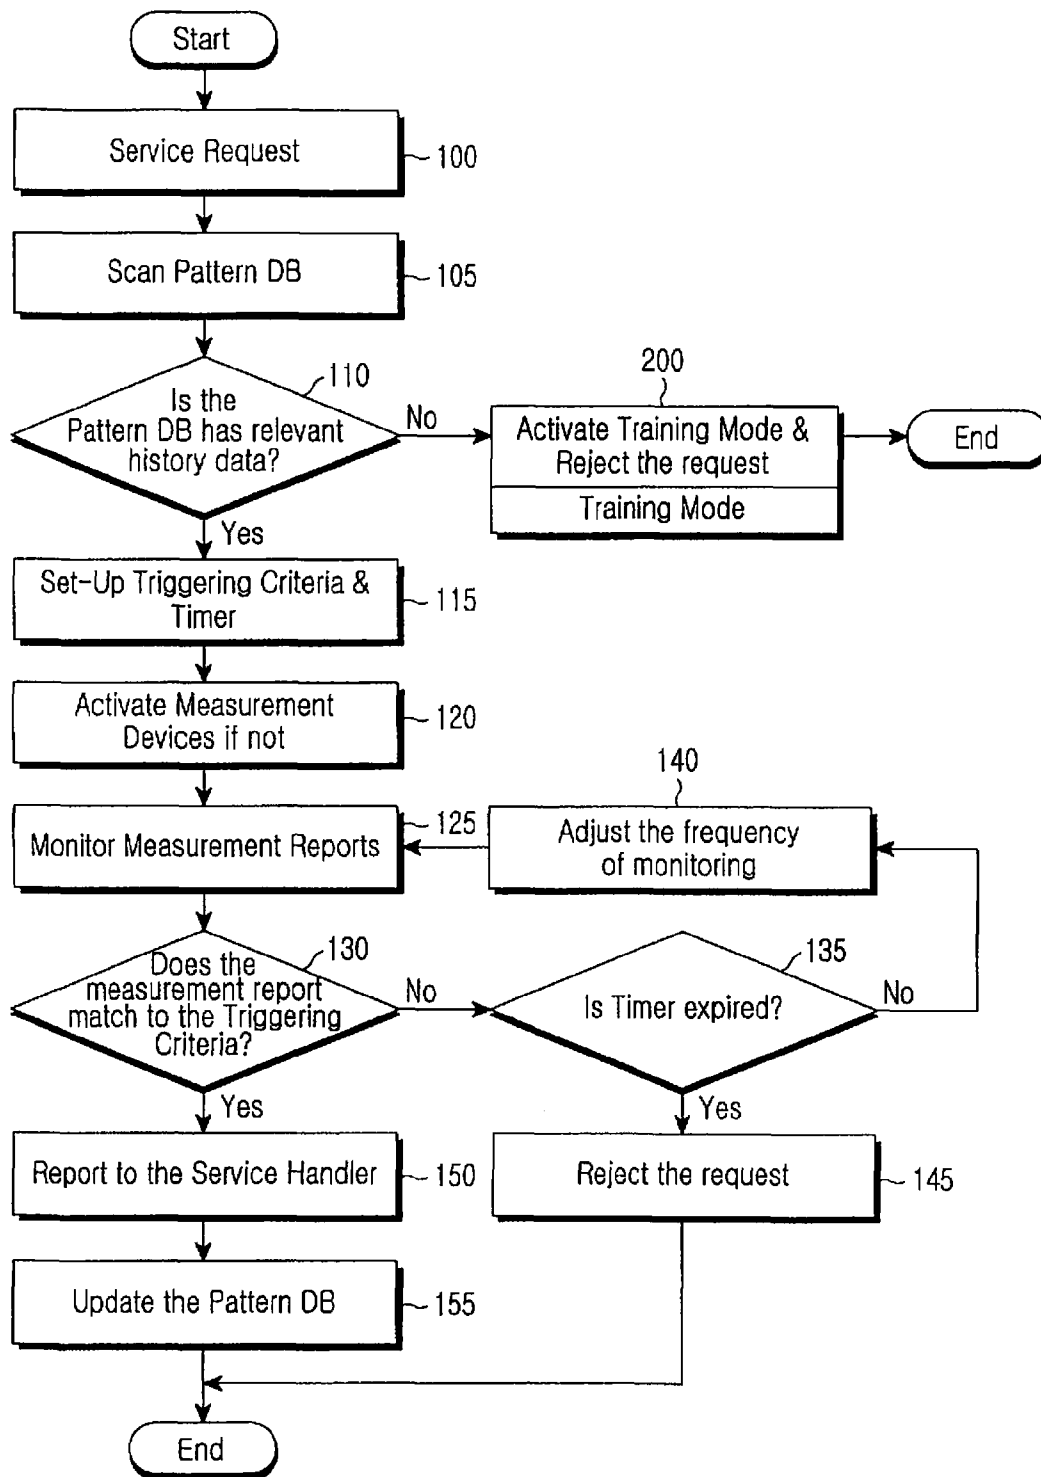 Start
Service Request
100
Scan Pattern DB
105
110
Is the
Pattern DB has relevant
history data?
No
200
Activate Training Mode &
Reject the request
Training Mode
End
Yes
Set-Up Triggering Criteria &
Timer
115
Activate Measurement
Devices if not
120
Monitor Measurement Reports
125
140
Adjust the frequency
of monitoring
130
Does the
measurement report
match to the Triggering
Criteria?
No
135
Is Timer expired?
No
Yes
Yes
Report to the Service Handler
150
Reject the request
145
Update the Pattern DB
155
End